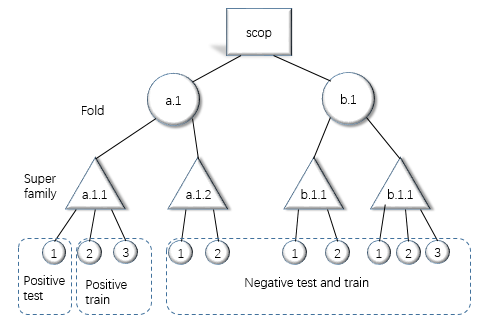 scop
a.1
b.1
Fold
Super
family
a.1.1
a.1.2
b.1.1
b.1.1
1
2
3
1
2
1
2
1
2
3
Positive
test
Positive
train
Negative test and train